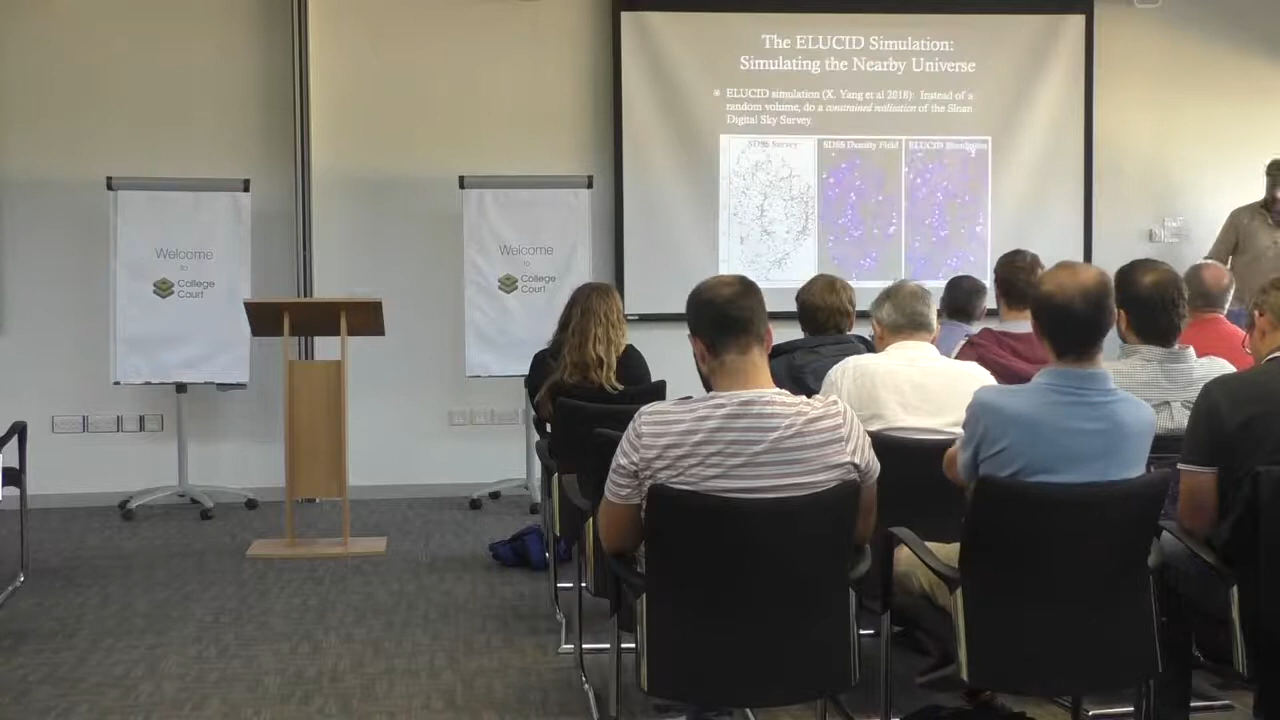 The ELUCID Simulation:
Simulating the Nearby Universe
ELUCID simulation (X. Yang et al 2018): Instead of a
random volume, do a constrained realisation of the Sloan
Digital Sky Survey.
SDSS Survey
SDSS Density Field
ELUCID Simulation
Welcome
to
College
Court
Welcome
to
College
Court